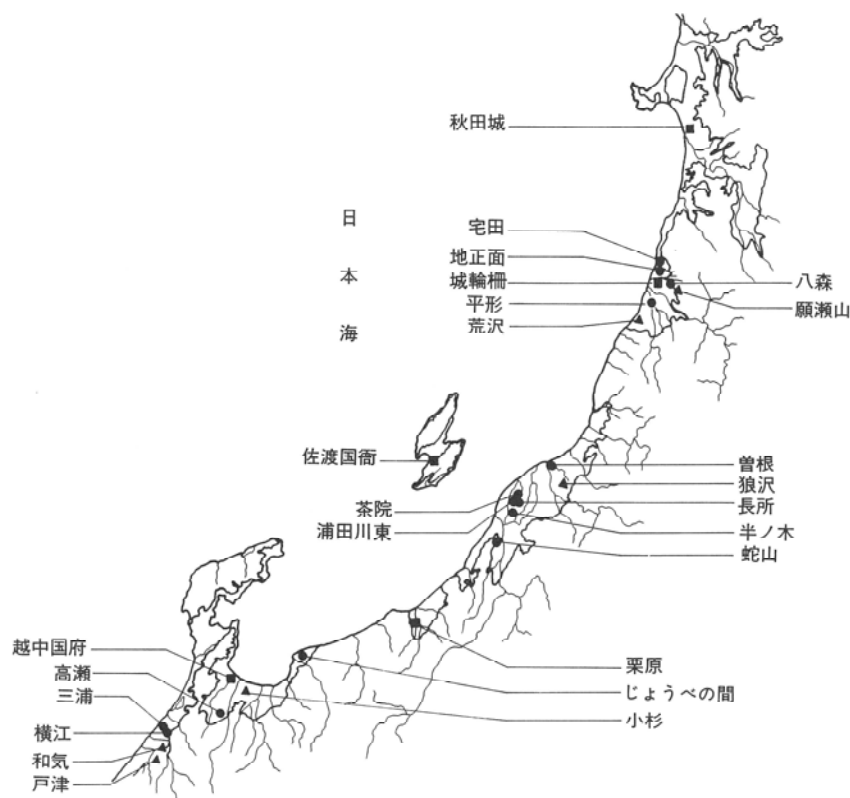 秋田城
日本海
宅田
地正面
城輪柵
平形
荒沢
八森
願瀬山
佐渡国衙
曽根
狼沢
長所
茶院
浦田川東
半ノ木
蛇山
越中国府
高瀬
三浦
横江
和気
戸津
栗原
じょうべの間
小杉